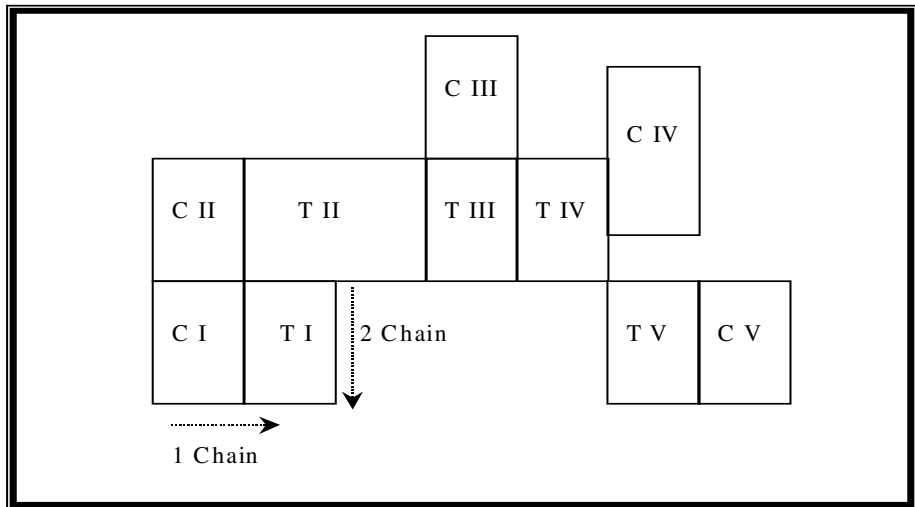 C III
C IV
C II
T II
T III
T IV
C I
T I
2 Chain
T V
C V
1 Chain